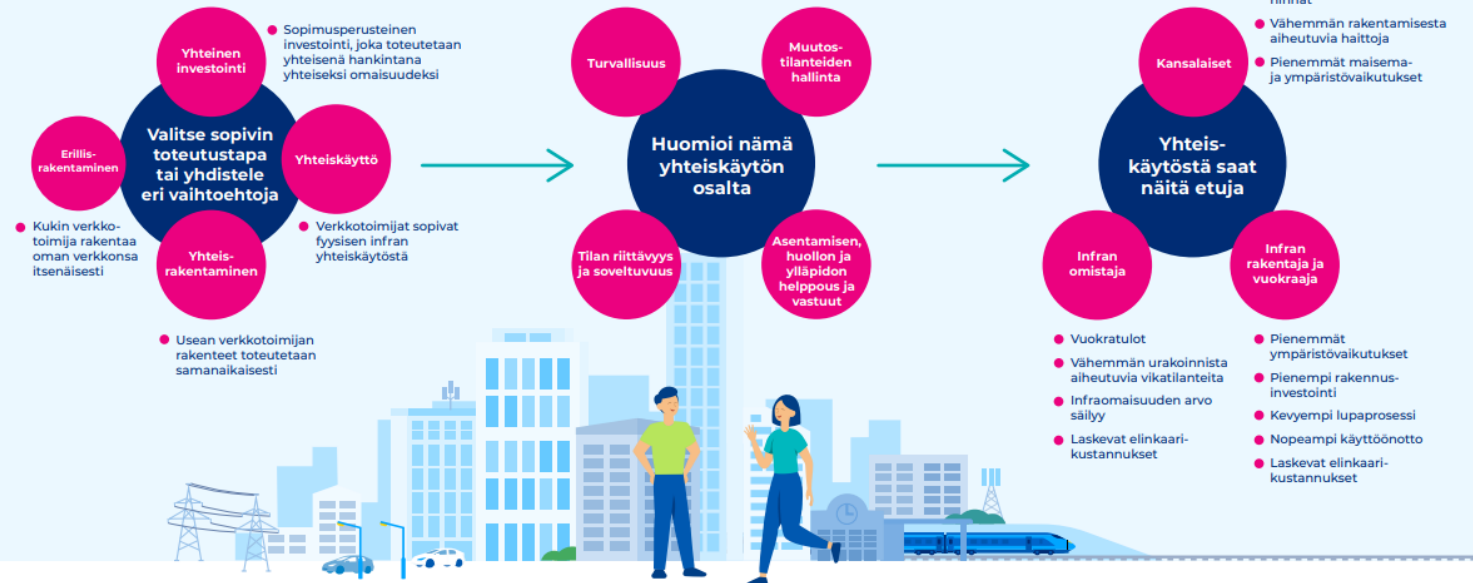 Yhteinen
investointi
Sopimusperusteinen
investointi, joka toteutetaan
yhteisenä hankintana
yhteiseksi omaisuudeksi
Erillis-
rakentaminen
Valitse sopivin
toteutustapa
tai yhdistele
eri vaihtoehtoja
Yhteiskäyttö
Kukin verkko-
toimija rakentaa
oman verkkonsa
itsenäisesti
Verkkotoimijat sopivat
fyysisen infran
yhteiskäytöstä
Yhteis-
rakentaminen
Usean verkkotoimijan
rakenteet toteutetaan
samanaikaisesti
Turvallisuus
Muutos-
tilanteiden
hallinta
Huomioi nämä
yhteiskäytön
osalta
Tilan riittävyys
ja soveltuvuus
Asentamisen,
huollon ja
ylläpidon
helppous ja
vastuut
Kansalaiset
Vähemmän rakentamisesta
aiheutuvia haittoja
Pienemmät maisema-
ja ympäristövaikutukset
Yhteis-
käytöstä saat
näitä etuja
Infran
omistaja
Vuokratulot
Vähemmän urakoinnista
aiheutuvia vikatilanteita
Infraomaisuuden arvo
säilyy
Laskevat elinkaari-
kustannukset
Infran
rakentaja ja
vuokraaja
Pienemmät
ympäristövaikutukset
Pienempi rakennus-
investointi
Kevyempi lupaprosessi
Nopeampi käyttöönotto
Laskevat elinkaari-
kustannukset